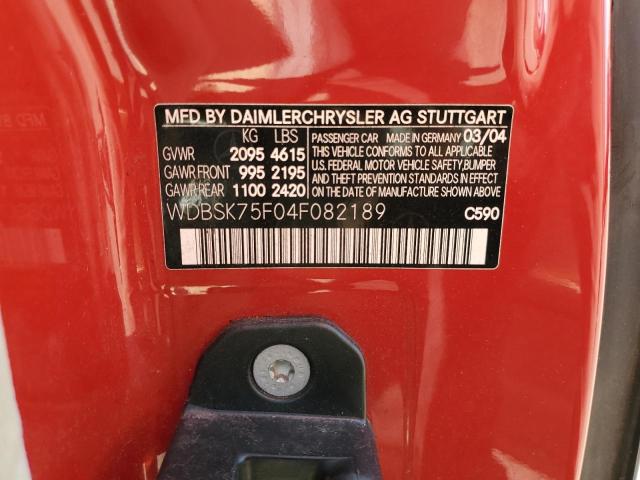 MFD BY DAIMLERCHRYSLER AG STUTTGART
KG LBS
GVWR 2095 4615
GAWR FRONT 995 2195
GAWR REAR 1100 2420
PASSENGER CAR MADE IN GERMANY 03/04
THIS VEHICLE CONFORMS TO ALL APPLICABLE
U.S. FEDERAL MOTOR VEHICLE SAFETY, BUMPER
AND THEFT PREVENTION STANDARDS IN EFFECT
ON THE DATE OF MANUFACTURE SHOWN ABOVE.
WDBSK75F04F082189
C590